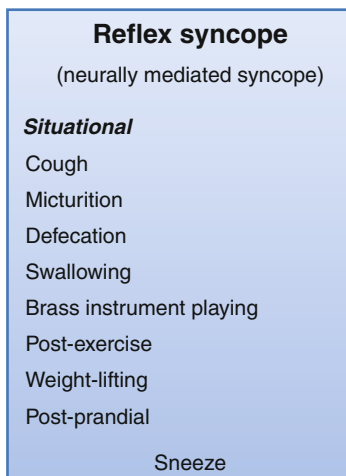 Reflex syncope
(neurally mediated syncope)
Situational
Cough
Micturition
Defecation
Swallowing
Brass instrument playing
Post-exercise
Weight-lifting
Post-prandial
Sneeze